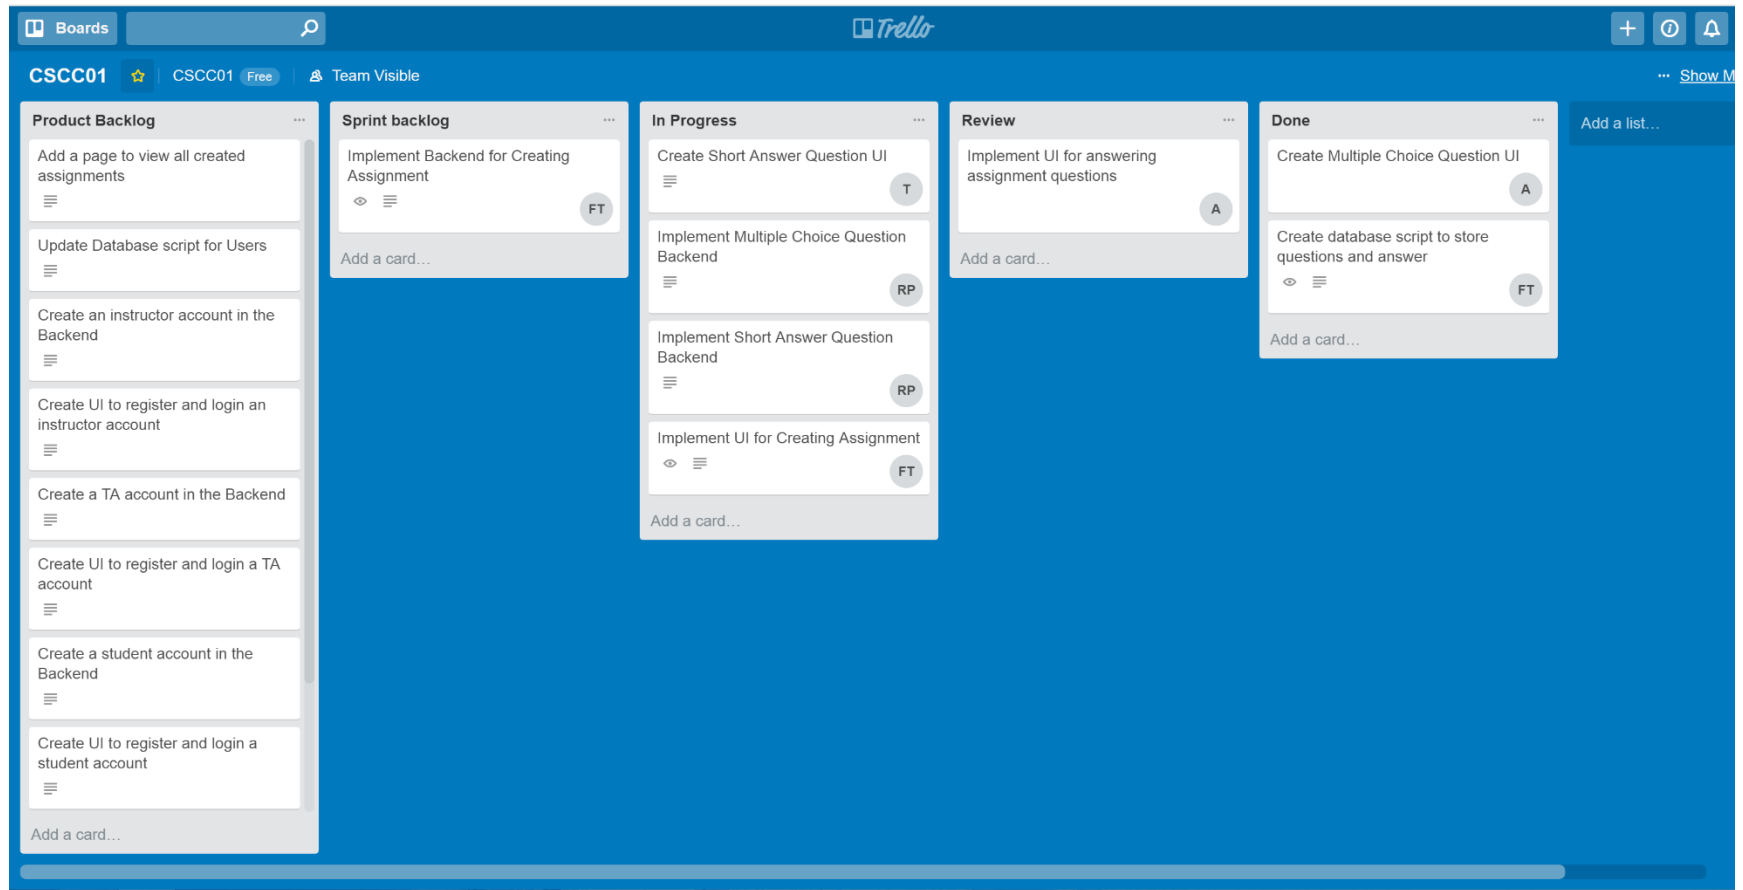 Boards
Trello
CSCC01
CSCC01 Free
Team Visible
... Show M
Product Backlog
Add a page to view all created
assignments
Update Database script for Users
Create an instructor account in the
Backend
Create UI to register and login an
instructor account
Create a TA account in the Backend
Create UI to register and login a TA
account
Create a student account in the
Backend
Create UI to register and login a
student account
Add a card...
Sprint backlog
Implement Backend for Creating
Assignment
FT
Add a card...
In Progress
Create Short Answer Question UI
T
Implement Multiple Choice Question
Backend
RP
Implement Short Answer Question
Backend
RP
Implement UI for Creating Assignment
FT
Add a card...
Review
Implement UI for answering
assignment questions
A
Add a card...
Done
Create Multiple Choice Question UI
A
Create database script to store
questions and answer
FT
Add a card...
Add a list...